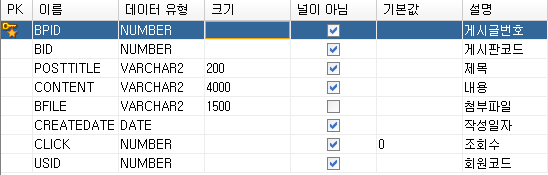 PK 이름 데이터 유형 크기 널이 아님 기본값 설명
BPID NUMBER 게시글번호
BID NUMBER 게시판코드
POSTTITLE VARCHAR2 200 제목
CONTENT VARCHAR2 4000 내용
BFILE VARCHAR2 1500 첨부파일
CREATEDATE DATE 작성일자
CLICK NUMBER 0 조회수
USID NUMBER 회원코드